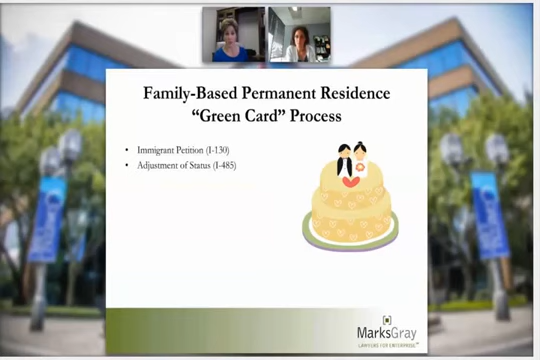 Family-Based Permanent Residence
“Green Card” Process
• Immigrant Petition (I-130)
• Adjustment of Status (I-485)
MarksGray
LAWYERS FOR ENTERPRISE